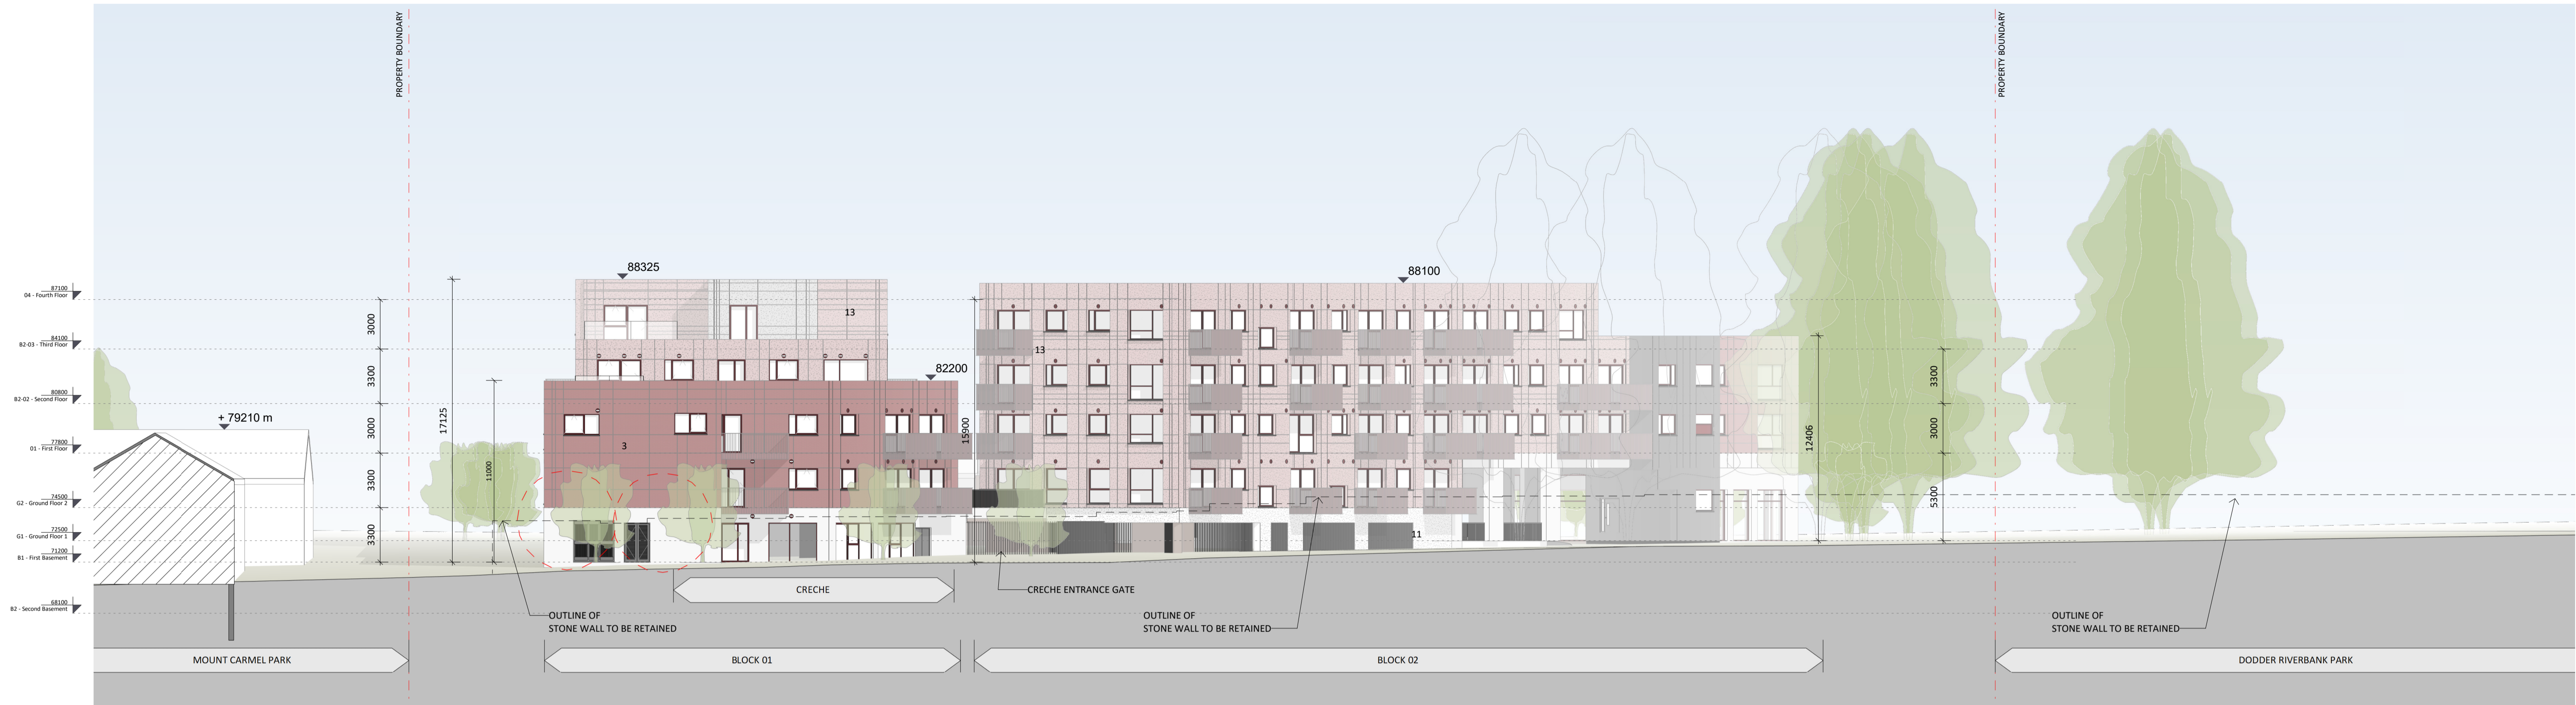 PROPERTY BOUNDARY
PROPERTY BOUNDARY
88325
88100
13
82200
13
+ 79210 m
3
11
87100
04 - Fourth Floor
84100
B2-03 - Third Floor
80800
B2-02 - Second Floor
77800
01 - First Floor
74500
G2 - Ground Floor 2
72500
G1 - Ground Floor 1
71200
B1 - First Basement
68100
B2 - Second Basement
3000
3300
3000
3300
3300
17125
11000
15900
12406
3300
3000
5300
CRECHE
CRECHE ENTRANCE GATE
OUTLINE OF
STONE WALL TO BE RETAINED
OUTLINE OF
STONE WALL TO BE RETAINED
OUTLINE OF
STONE WALL TO BE RETAINED
MOUNT CARMEL PARK
BLOCK 01
BLOCK 02
DODDER RIVERBANK PARK